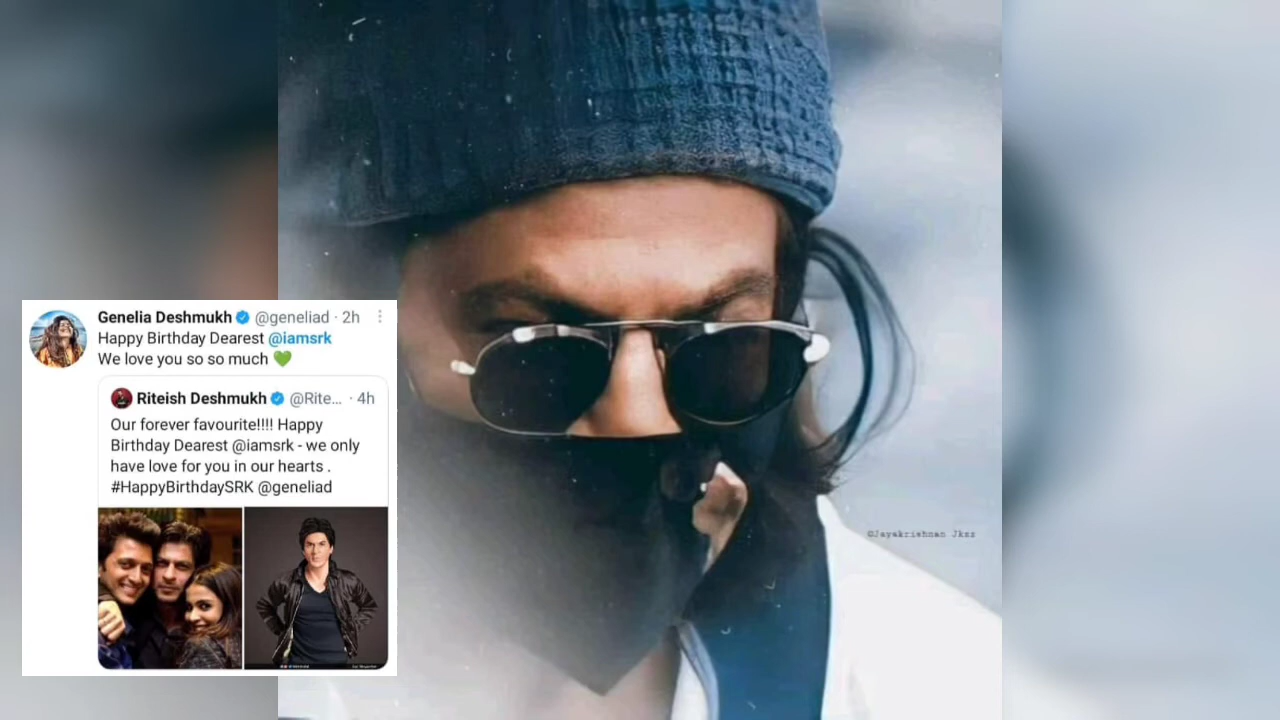 Genelia Deshmukh @geneliad · 2h
Happy Birthday Dearest @iamsrk
We love you so so much 💚
Riteish Deshmukh @Rite... · 4h
Our forever favourite!!!! Happy
Birthday Dearest @iamsrk - we only
have love for you in our hearts .
#HappyBirthdaySRK @geneliad
©Jayakrishnan Jkzz